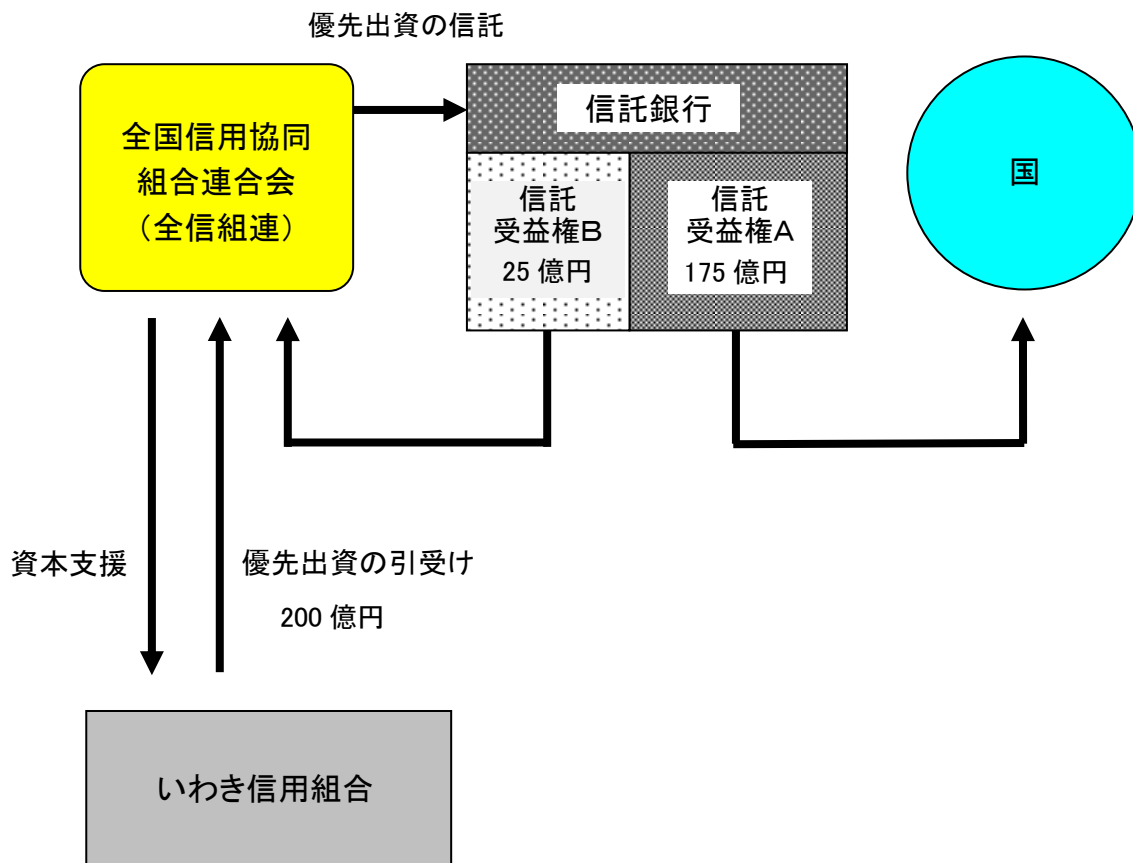 優先出資の信託
全国信用協同
組合連合会
（全信組連）
信託銀行
信託
受益権B
25 億円
信託
受益権A
175 億円
国
資本支援
優先出資の引受け
200 億円
いわき信用組合